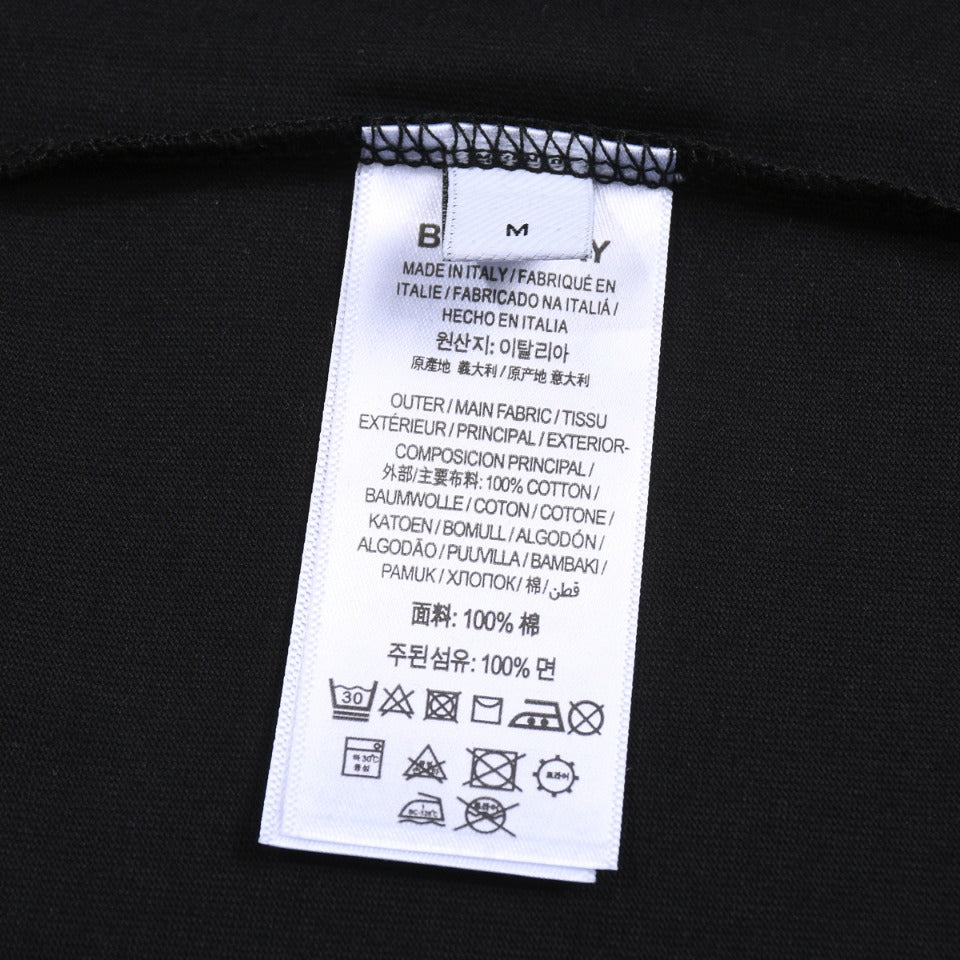 M
MADE IN ITALY / FABRIQUÉ EN
ITALIE / FABRICADO NA ITALIÁ /
HECHO EN ITALIA
원산지: 이탈리아
原產地 義大利 / 原产地 意大利
OUTER / MAIN FABRIC / TISSU
EXTÉRIEUR / PRINCIPAL / EXTERIOR-
COMPOSICION PRINCIPAL /
外部/主要布料: 100% COTTON /
BAUMWOLLE / COTON / COTONE /
KATOEN / BOMULL / ALGODÓN /
ALGODÃO / PUUVILLA / BAMBAKI /
PAMUK / ХЛОПОК / 棉/ قطن
面料: 100% 棉
주된섬유: 100% 면
30